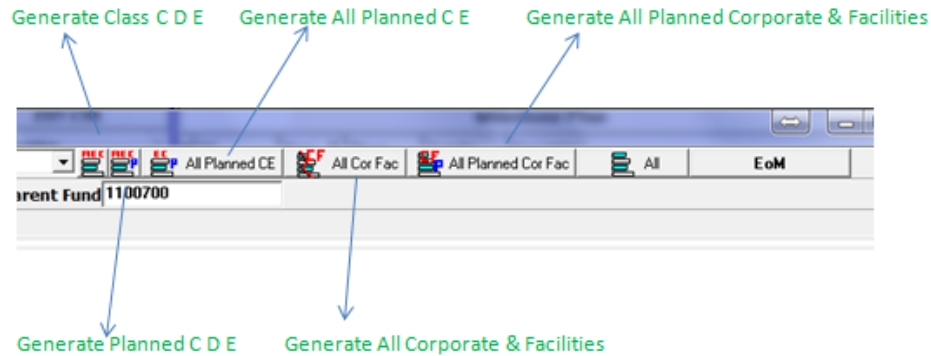 Generate Class C D E
Generate All Planned C E
Generate All Planned Corporate & Facilities
All Planned CE
All Cor Fac
All Planned Cor Fac
All
EoM
arent Fund 1100700
Generate Planned C D E
Generate All Corporate & Facilities